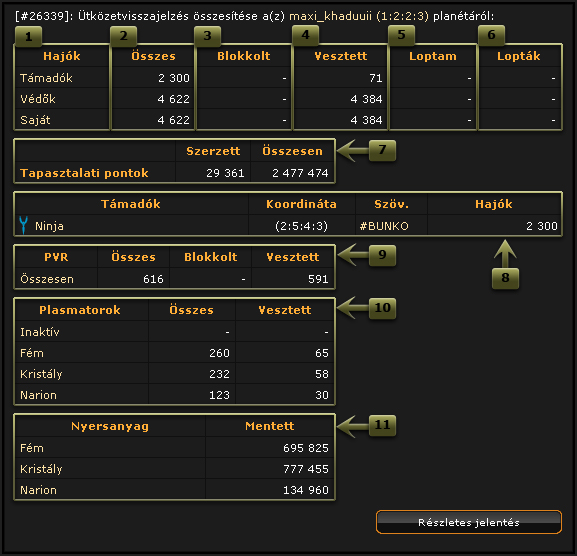 [#26339]: Ütközetvisszajelzés összesítése a(z) maxi_khaduuii (1:2:2:3) planétáról:
1 2 3 4 5 6
Hajók Összes Blokkolt Vesztett Loptam Lopták
Támadók 2 300 - 71 - -
Védők 4 622 - 4 384 - -
Saját 4 622 - 4 384 - -
Szerzett Összesen 7
Tapasztalati pontok 29 361 2 477 474
Támadók Koordináta Szöv. Hajók
Ninja (2:5:4:3) #BUNKO 2 300
8
PVR Összes Blokkolt Vesztett 9
Összesen 616 - 591
Plasmatorok Összes Vesztett 10
Inaktív - -
Fém 260 65
Kristály 232 58
Narion 123 30
Nyersanyag Mentett 11
Fém 695 825
Kristály 777 455
Narion 134 960
Részletes jelentés